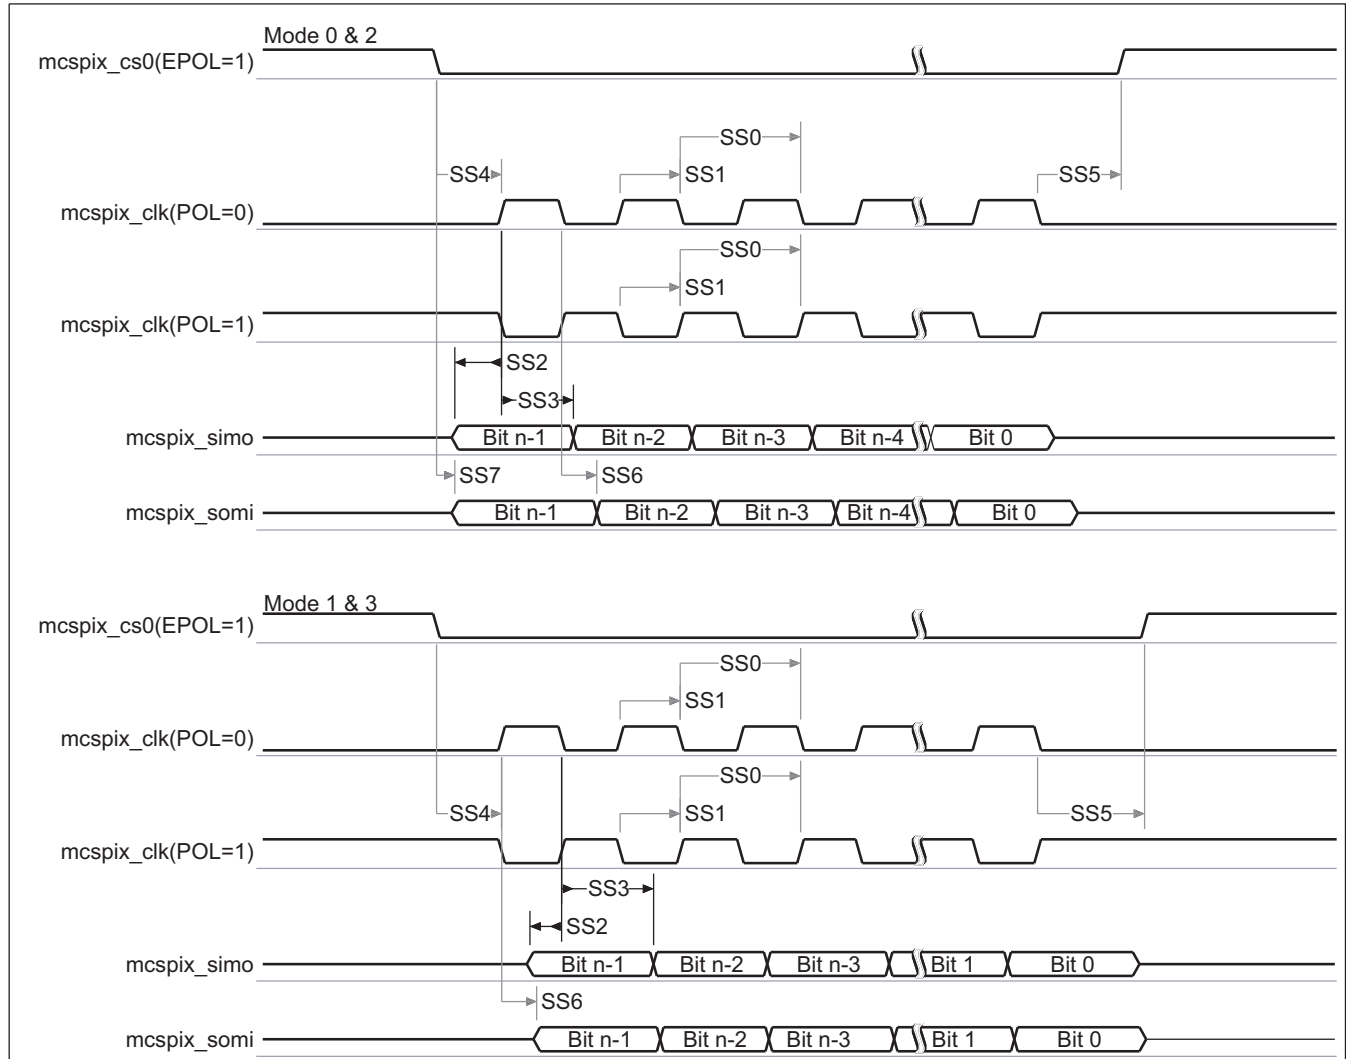 Mode 0 & 2
mcspix_cs0(EPOL=1)
SS0
SS4 SS1 SS5
mcspix_clk(POL=0)
SS0
SS1
mcspix_clk(POL=1)
SS2
SS3
mcspix_simo Bit n-1 Bit n-2 Bit n-3 Bit n-4 Bit 0
SS7 SS6
mcspix_somi Bit n-1 Bit n-2 Bit n-3 Bit n-4 Bit 0
Mode 1 & 3
mcspix_cs0(EPOL=1)
SS0
SS1
mcspix_clk(POL=0)
SS0
SS4 SS1 SS5
mcspix_clk(POL=1)
SS3
SS2
mcspix_simo Bit n-1 Bit n-2 Bit n-3 Bit 1 Bit 0
SS6
mcspix_somi Bit n-1 Bit n-2 Bit n-3 Bit 1 Bit 0